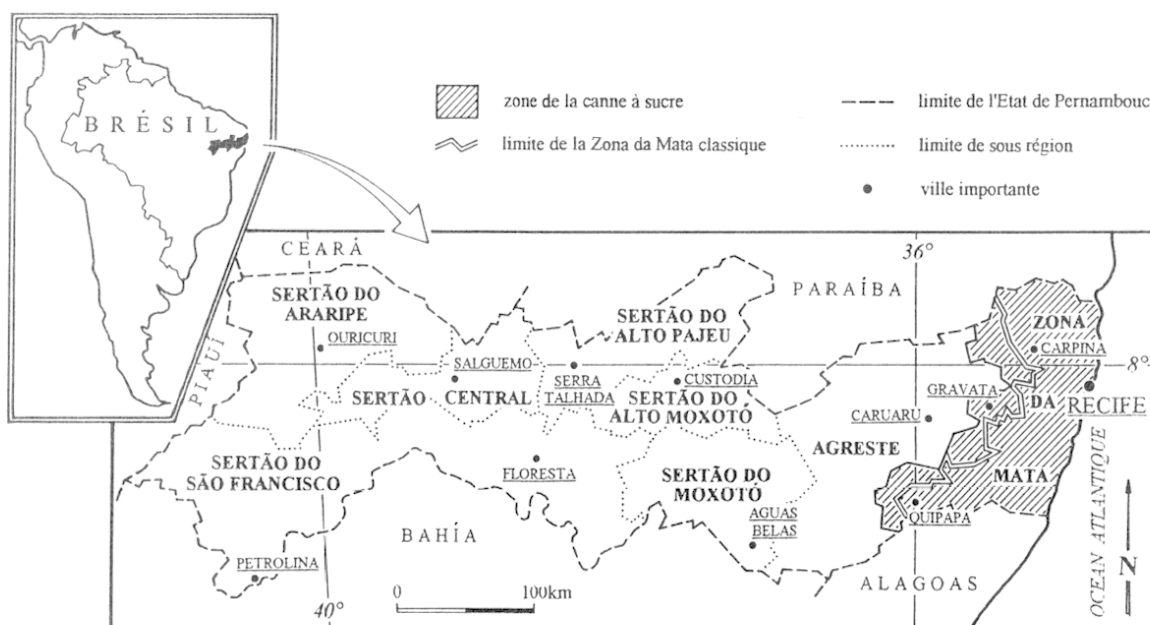 BRÉSIL
zone de la canne à sucre
limite de la Zona da Mata classique
limite de l'Etat de Pernambouc
limite de sous région
ville importante
CEARÁ
36°
PARAÍBA
SERTÃO DO
ARARIPE
OURICURI
PIAUÍ
SERTÃO DO
ALTO PAJEU
ZONA
CARPINA
8°
SALGUEMO
SERRA
TALHADA
CUSTODIA
SERTÃO CENTRAL
SERTÃO DO
ALTO MOXOTÓ
GRAVATA
DA
RECIFE
CARUARU
AGRESTE
SERTÃO DO
SÃO FRANCISCO
FLORESTA
SERTÃO DO
MOXOTÓ
MATA
QUIPAPA
AGUAS
BELAS
BAHÍA
PETROLINA
ALAGOAS
OCEAN ATLANTIQUE
N
0 100km
40°